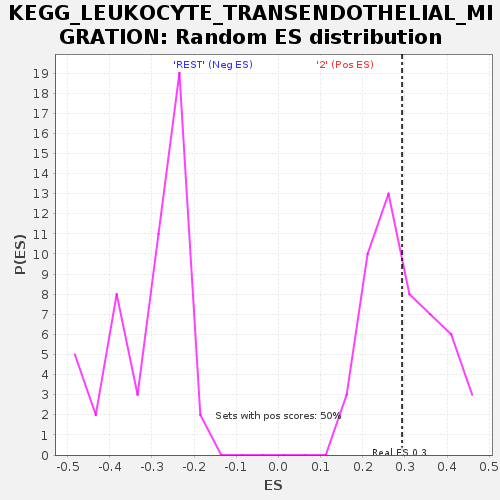 KEGG_LEUKOCYTE_TRANSENDOTHELIAL_MI
GRATION: Random ES distribution
'REST' (Neg ES) '2' (Pos ES)
19
18
17
16
15
14
13
12
11
10
9
8
7
6
5
4
3
2
1
0
P(ES)
Sets with pos scores: 50%
Real ES 0.3
-0.5 -0.4 -0.3 -0.2 -0.1 0.0 0.1 0.2 0.3 0.4 0.5
ES